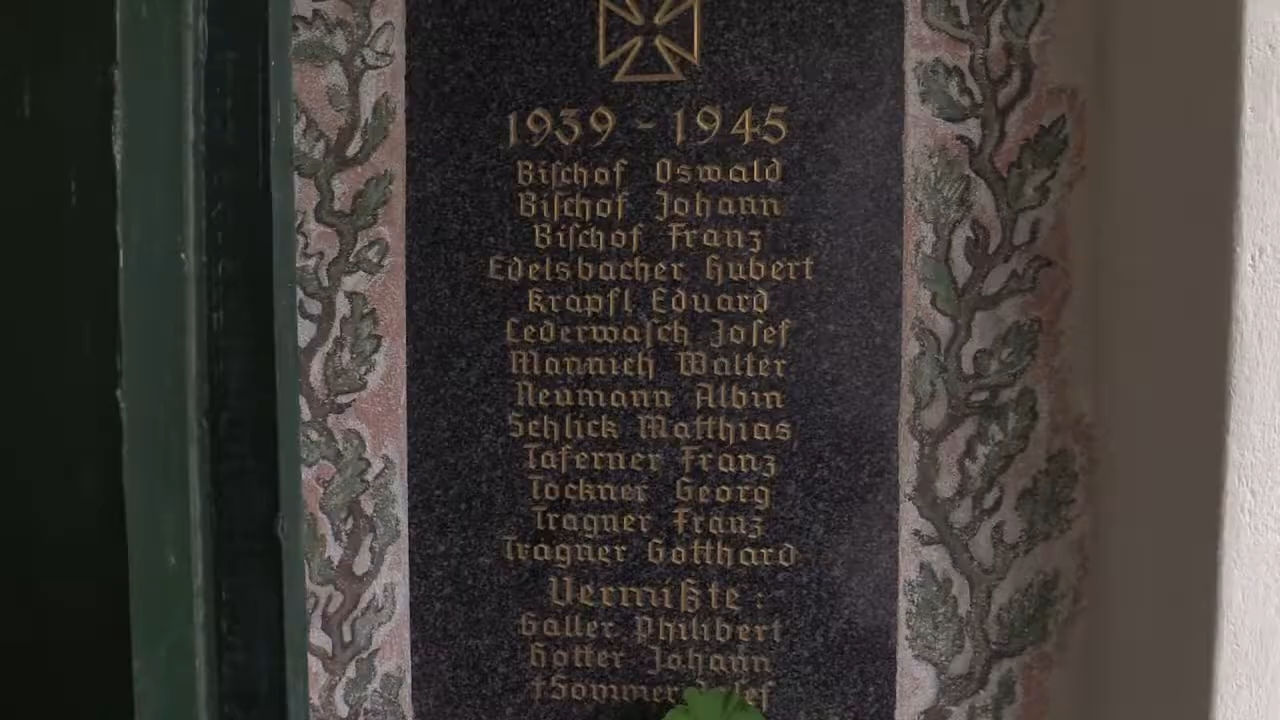 1939 - 1945
Bischof Oswald
Bischof Johann
Bischof Franz
Edelsbacher Hubert
Krapfl Eduard
Lederwasch Josef
Mannich Walter
Neumann Albin
Schlick Matthias
Taferner Franz
Tockner Georg
Tragner Franz
Tragner Gotthard
Vermißte:
Galler Philibert
Hotter Johann
†Sommer